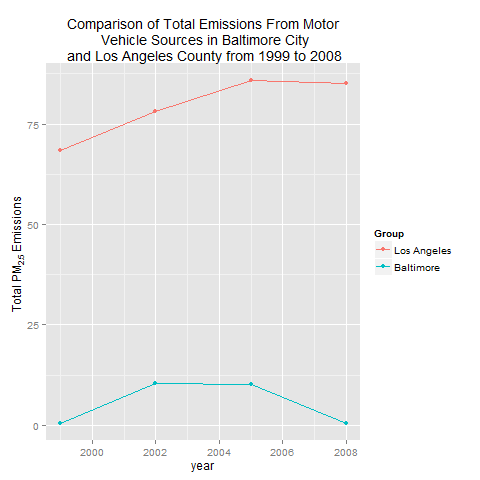 Comparison of Total Emissions From Motor
Vehicle Sources in Baltimore City
and Los Angeles County from 1999 to 2008
75
50
25
0
Total PM25 Emissions
2000 2002 2004 2006 2008
year
Group
Los Angeles
Baltimore